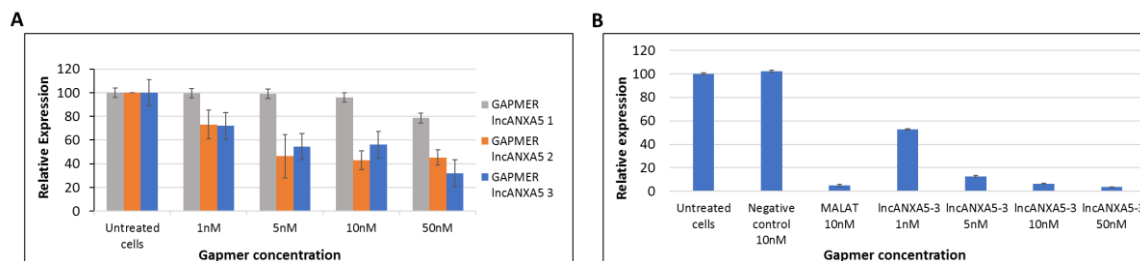 A
Relative Expression
120
100
80
60
40
20
0
Untreated
cells
1nM
5nM
10nM
50nM
Gapmer concentration
GAPMER
lncANXA5 1
GAPMER
lncANXA5 2
GAPMER
lncANXA5 3
B
Relative expression
120
100
80
60
40
20
0
Untreated
cells
Negative
control
10nM
MALAT
10nM
lncANXA5-3
1nM
lncANXA5-3
5nM
lncANXA5-3
10nM
lncANXA5-3
50nM
Gapmer concentration